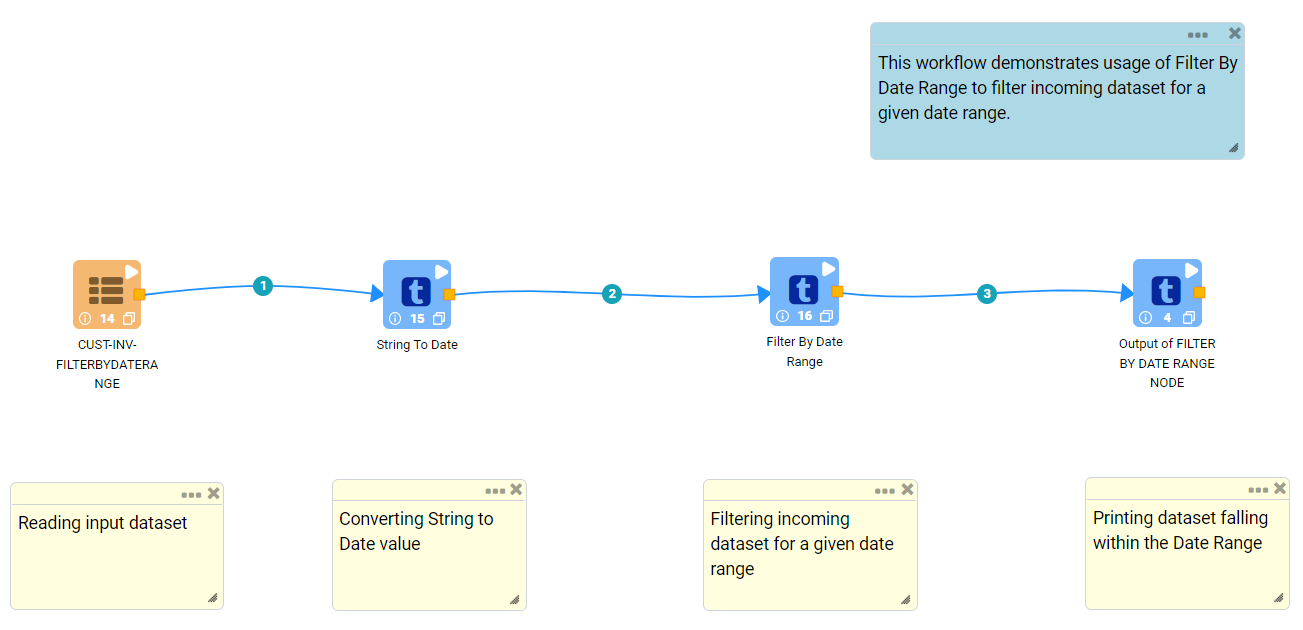 This workflow demonstrates usage of Filter By
Date Range to filter incoming dataset for a
given date range.
1
2
3
t
t
t
14
15
16
4
CUST-INV-
FILTERBYDATERA
NGE
String To Date
Filter By Date
Range
Output of FILTER
BY DATE RANGE
NODE
Reading input dataset
Converting String to
Date value
Filtering incoming
dataset for a given date
range
Printing dataset falling
within the Date Range